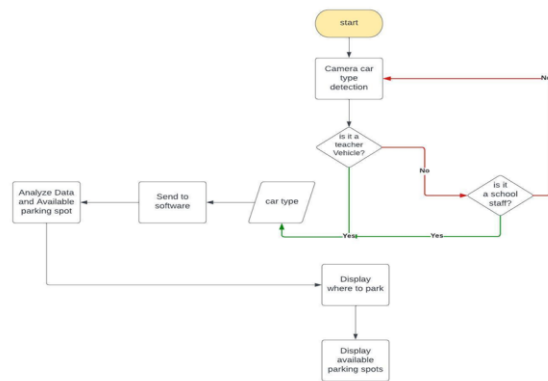 start
Camera car
type
detection
No
is it a
teacher
Vehicle?
No
is it
a school
staff?
Analyze Data
and Available
parking spot
Send to
software
car type
Yes
Yes
Display
where to park
Display
available
parking spots